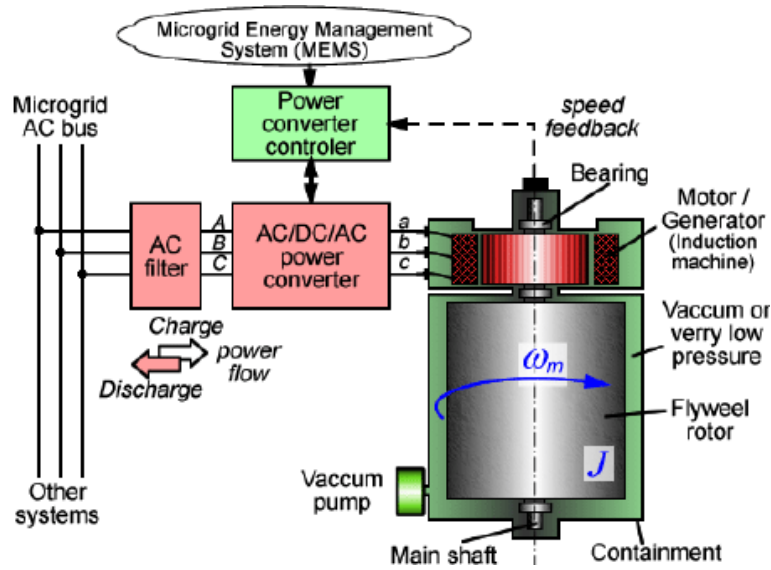 Microgrid Energy Management
System (MEMS)
Microgrid
AC bus
Power
converter
controler
speed
feedback
Bearing
Motor /
Generator
(Induction
machine)
AC
filter
A
B
C
AC/DC/AC
power
converter
a
b
c
Charge
power
flow
Discharge
Vaccum or
verry low
pressure
ωm
Flyweel
rotor
J
Vaccum
pump
Other
systems
Main shaft
Containment